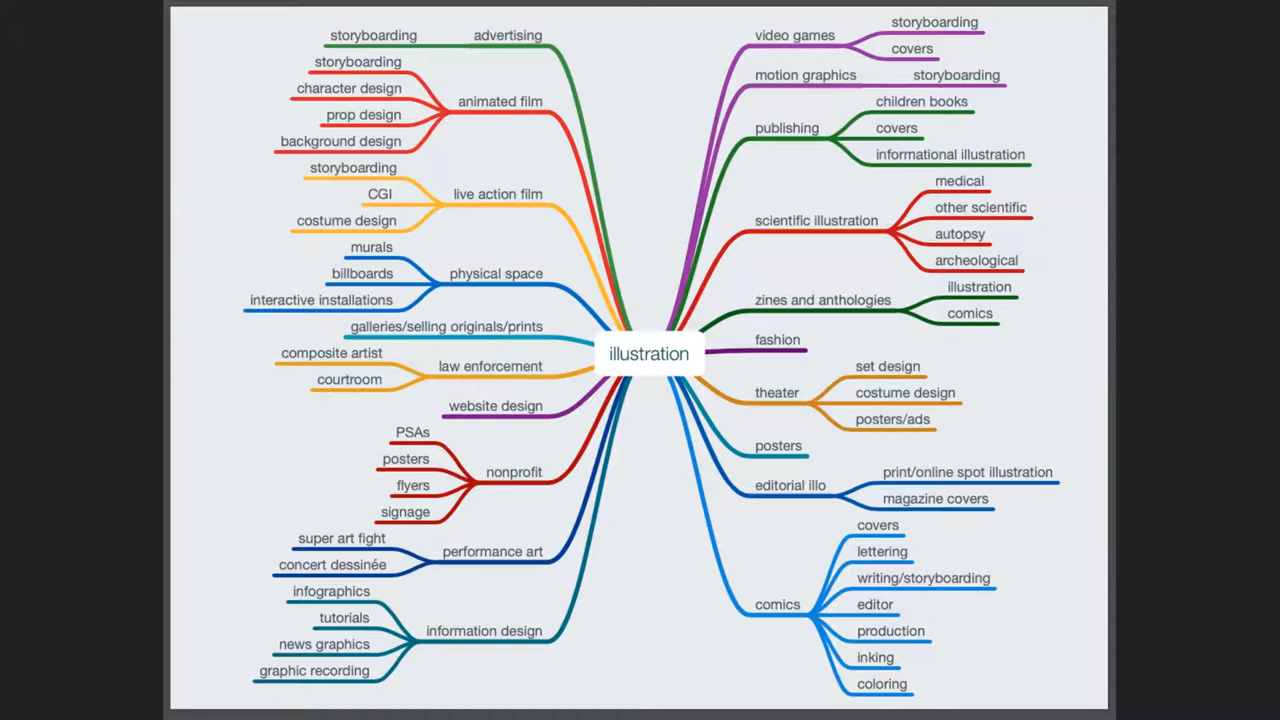 illustration
advertising
storyboarding
animated film
storyboarding
character design
prop design
background design
live action film
storyboarding
CGI
costume design
physical space
murals
billboards
interactive installations
galleries/selling originals/prints
law enforcement
composite artist
courtroom
website design
nonprofit
PSAs
posters
flyers
signage
performance art
super art fight
concert dessinée
information design
infographics
tutorials
news graphics
graphic recording
video games
storyboarding
covers
motion graphics
storyboarding
publishing
children books
covers
informational illustration
scientific illustration
medical
other scientific
autopsy
archeological
zines and anthologies
illustration
comics
fashion
theater
set design
costume design
posters/ads
posters
editorial illo
print/online spot illustration
magazine covers
comics
covers
lettering
writing/storyboarding
editor
production
inking
coloring